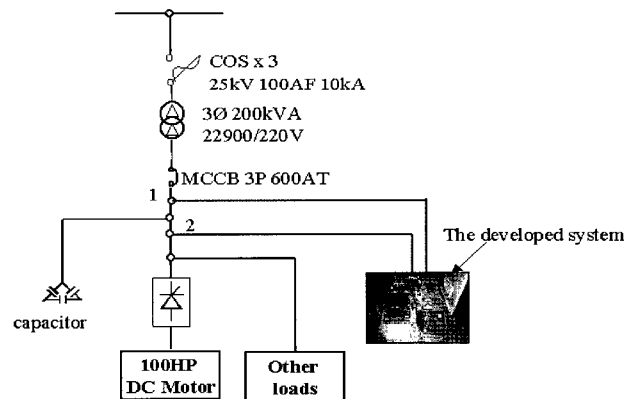 COS x 3
25kV 100AF 10kA
3Ø 200kVA
22900/220V
MCCB 3P 600AT
1
2
The developed system
capacitor
100HP
DC Motor
Other
loads